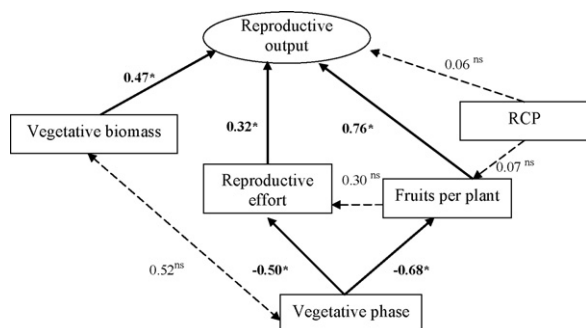 Reproductive
output
0.06 ns
0.47*
0.32*
0.76*
RCP
Vegetative biomass
0.07 ns
Reproductive
effort
0.30 ns
Fruits per plant
0.52ns
-0.50*
-0.68*
Vegetative phase